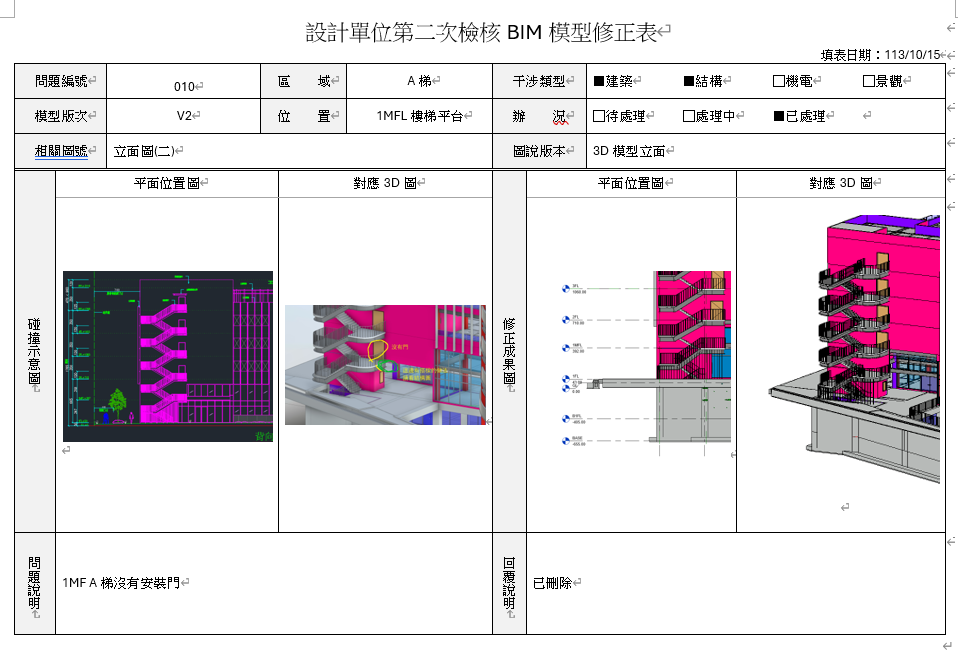 設計單位第二次檢核 BIM 模型修正表
填表日期：113/10/15
問題編號 010 區 域 A 梯 干涉類型 ■建築 ■結構 □機電 □景觀
模型版次 V2 位 置 1MFL 樓梯平台 辦 況 □待處理 □處理中 ■已處理
相關圖號 立面圖(二) 圖說版本 3D 模型立面
平面位置圖 對應 3D 圖 平面位置圖 對應 3D 圖
碰撞示意圖
沒有門
修正成果圖
問題說明
1MF A 梯沒有安裝門
回覆說明
已刪除